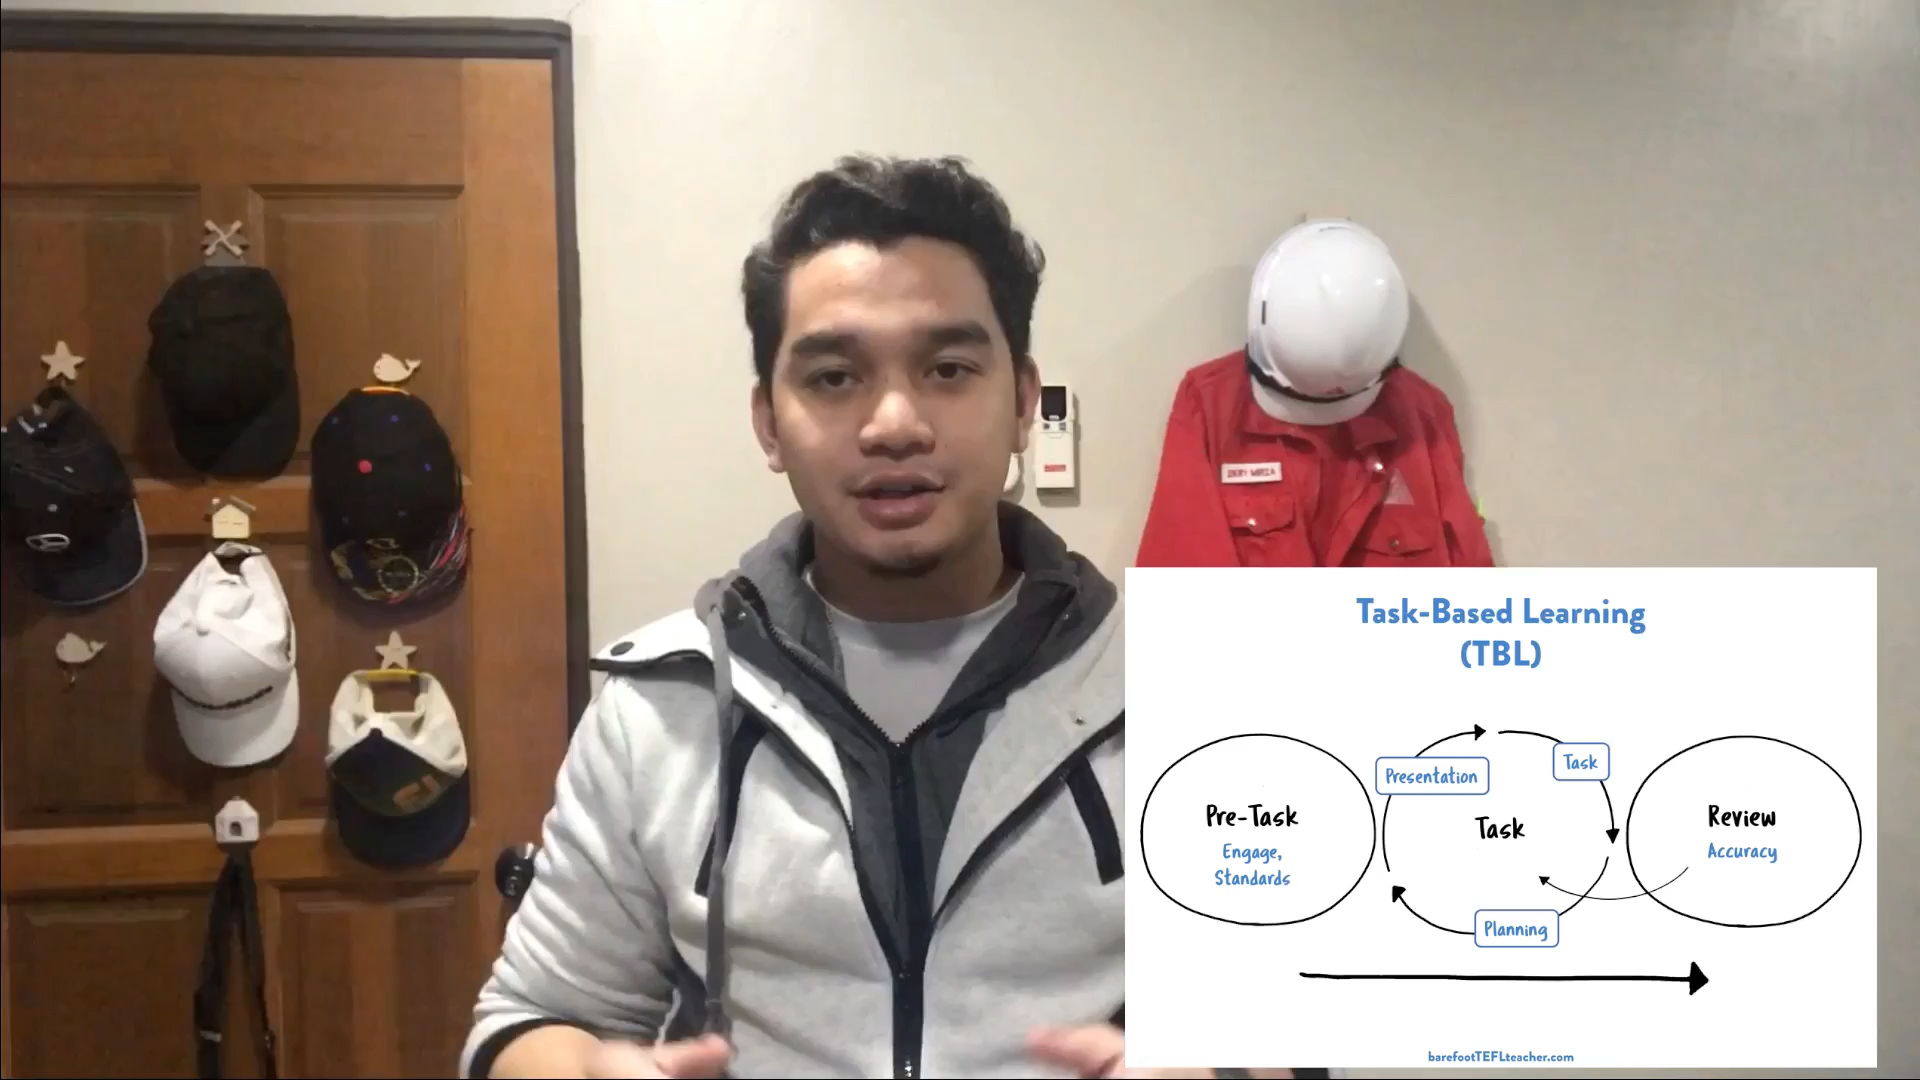 Task-Based Learning
(TBL)
Presentation
Task
Pre-Task
Engage,
Standards
Task
Review
Accuracy
Planning
barefootTEFLteacher.com